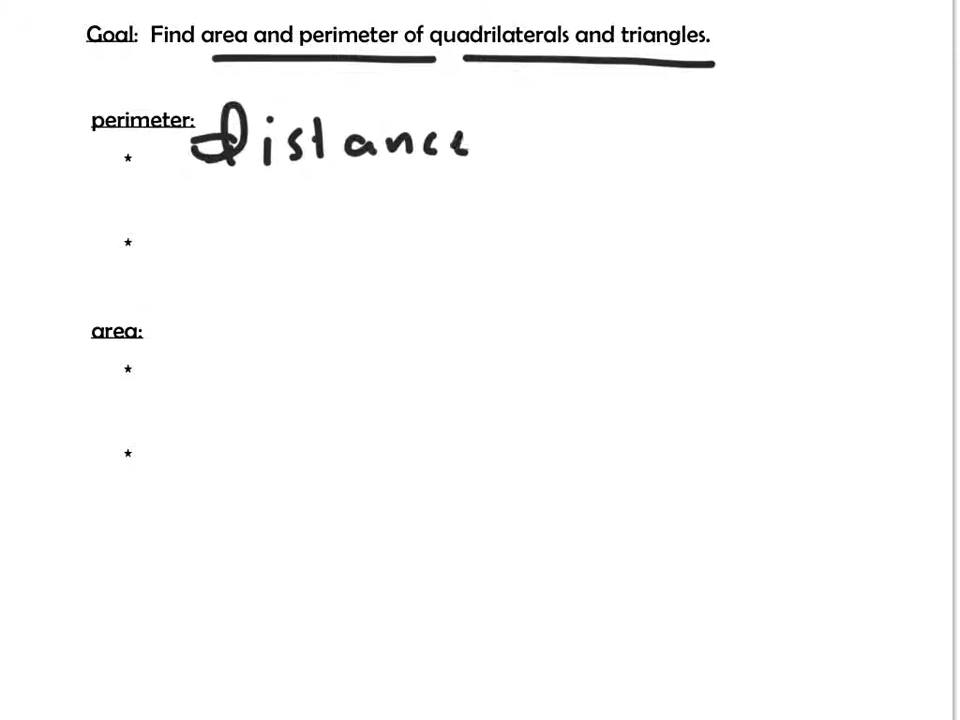 Goal: Find area and perimeter of quadrilaterals and triangles.
perimeter:
* Distance
*
area:
*
*